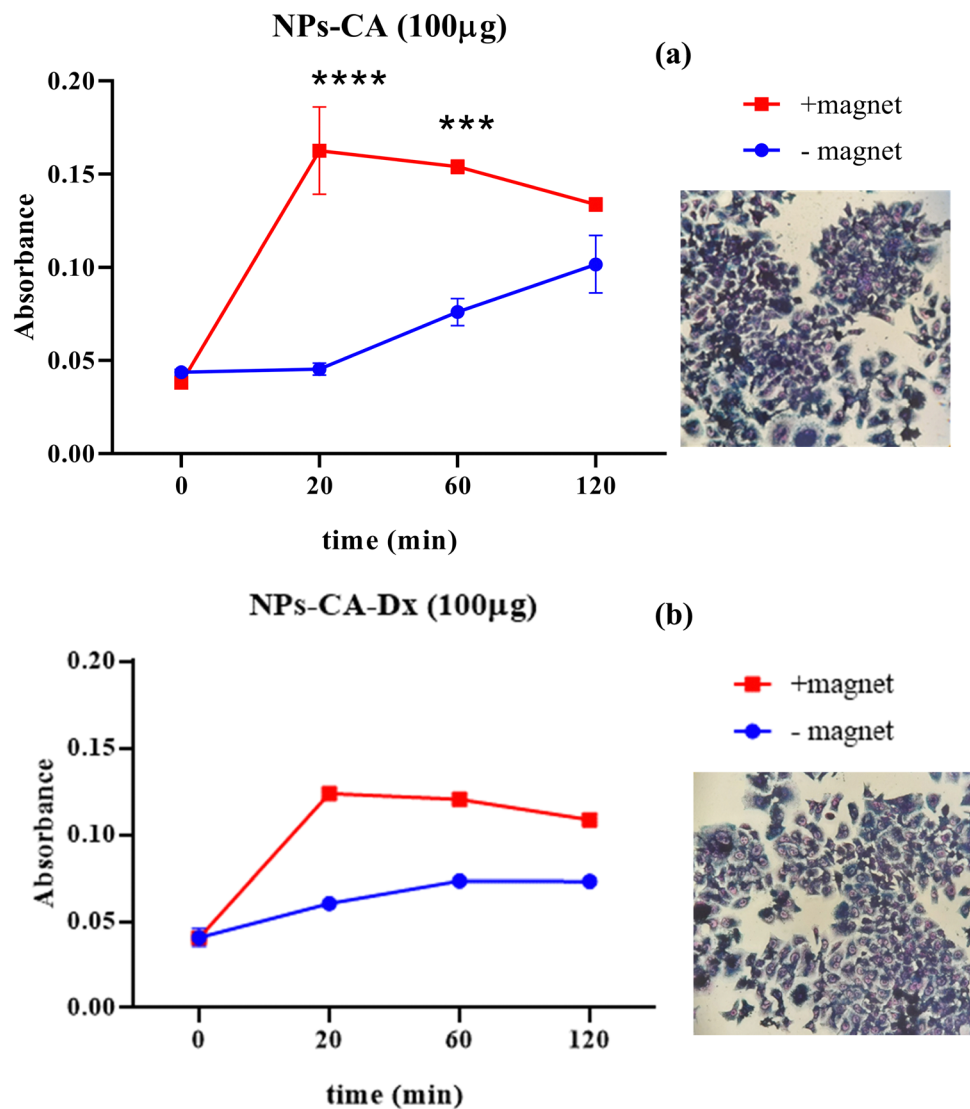 NPs-CA (100µg)
(a)
****
***
+magnet
- magnet
Absorbance
0.20
0.15
0.10
0.05
0.00
0
20
60
120
time (min)
NPs-CA-Dx (100µg)
(b)
+magnet
- magnet
Absorbance
0.20
0.15
0.10
0.05
0.00
0
20
60
120
time (min)